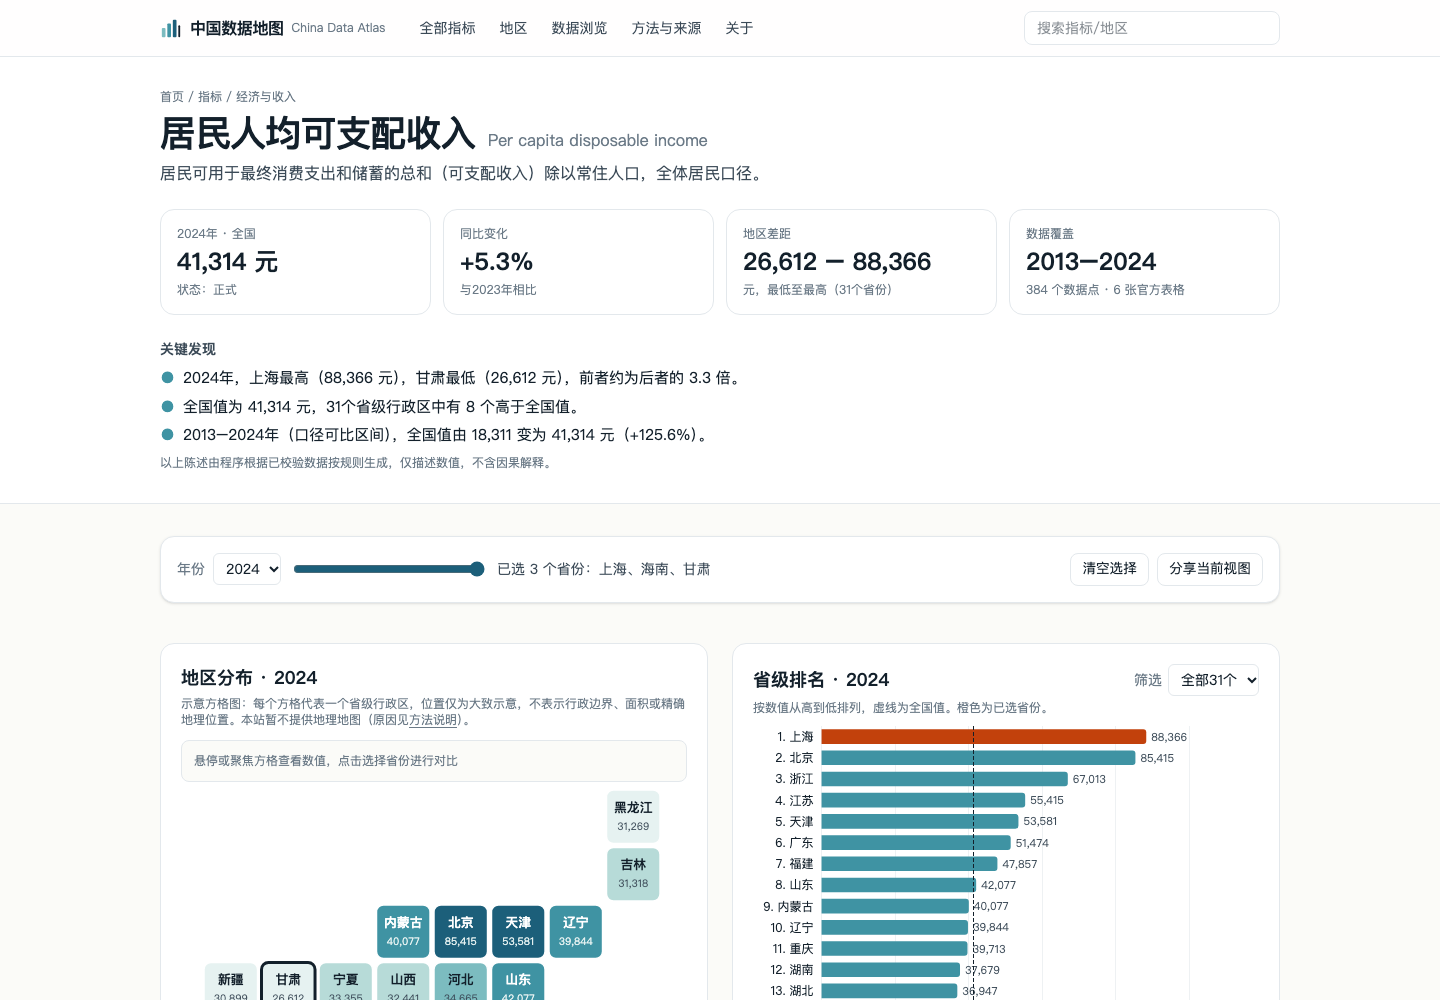 中国数据地图 China Data Atlas 全部指标 地区 数据浏览 方法与来源 关于 搜索指标/地区
首页 / 指标 / 经济与收入
居民人均可支配收入 Per capita disposable income
居民可用于最终消费支出和储蓄的总和（可支配收入）除以常住人口，全体居民口径。
2024年 · 全国
41,314 元
状态：正式
同比变化
+5.3%
与2023年相比
地区差距
26,612 — 88,366
元，最低至最高（31个省份）
数据覆盖
2013—2024
384 个数据点 · 6 张官方表格
关键发现
2024年，上海最高（88,366 元），甘肃最低（26,612 元），前者约为后者的 3.3 倍。
全国值为 41,314 元，31个省级行政区中有 8 个高于全国值。
2013—2024年（口径可比区间），全国值由 18,311 变为 41,314 元（+125.6%）。
以上陈述由程序根据已校验数据按规则生成，仅描述数值，不含因果解释。
年份 2024 已选 3 个省份：上海、海南、甘肃 清空选择 分享当前视图
地区分布 · 2024
示意方格图：每个方格代表一个省级行政区，位置仅为大致示意，不表示行政边界、面积或精确
地理位置。本站暂不提供地理地图（原因见方法说明）。
悬停或聚焦方格查看数值，点击选择省份进行对比
黑龙江
31,269
吉林
31,318
内蒙古 北京 天津 辽宁
40,077 85,415 53,581 39,844
新疆 甘肃 宁夏 山西 河北 山东
30,899 26,612 33,355 32,441 34,665 42,077
省级排名 · 2024
筛选 全部31个
按数值从高到低排列，虚线为全国值。橙色为已选省份。
1. 上海 88,366
2. 北京 85,415
3. 浙江 67,013
4. 江苏 55,415
5. 天津 53,581
6. 广东 51,474
7. 福建 47,857
8. 山东 42,077
9. 内蒙古 40,077
10. 辽宁 39,844
11. 重庆 39,713
12. 湖南 37,679
13. 湖北 36,947